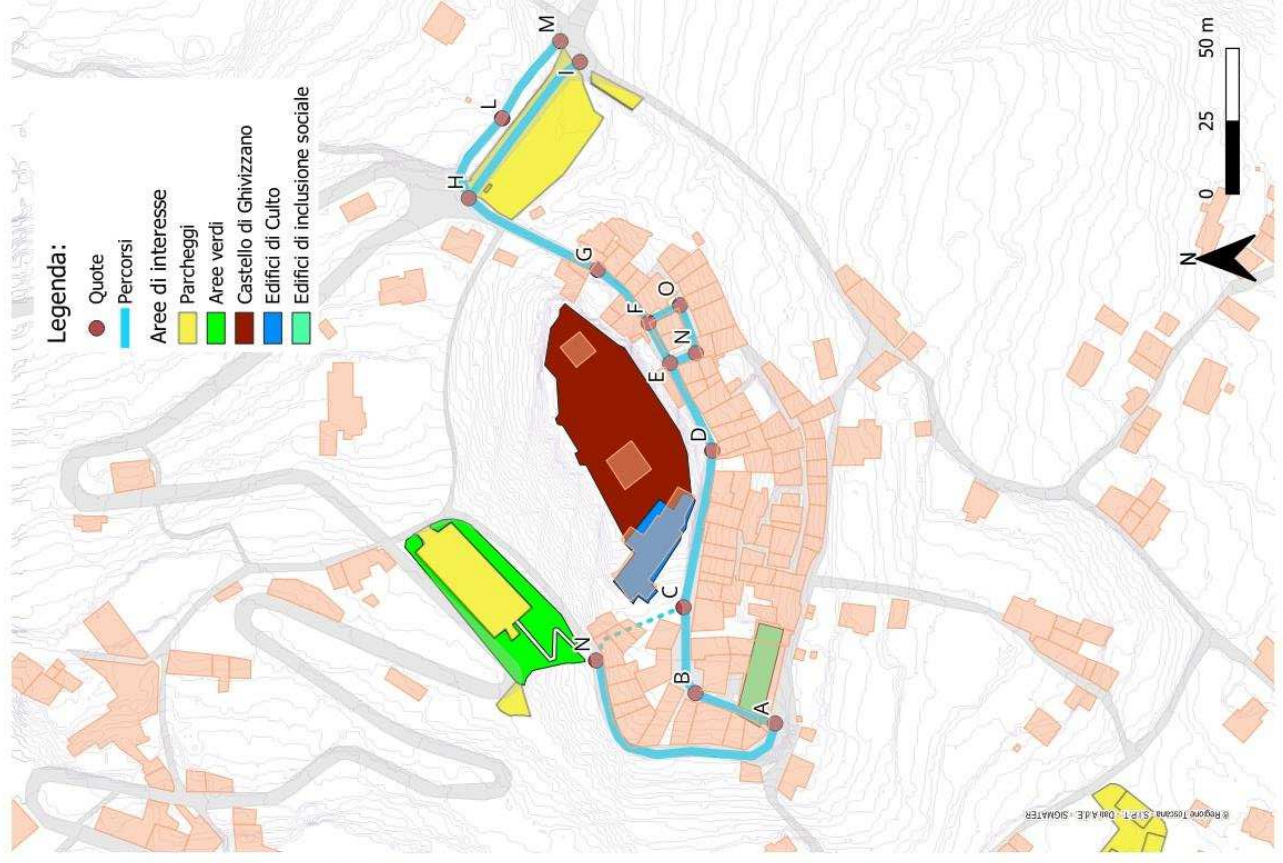 Legenda:
Quote
Percorsi
Aree di interesse
Parcheggi
Aree verdi
Castello di Ghivizzano
Edifici di Culto
Edifici di inclusione sociale
M
I
L
H
G
F
O
E
N
D
C
N
B
A
0 25 50 m
N
© Regione Toscana - S.I.P.T. - Dati A.d.E. - SIGMATER